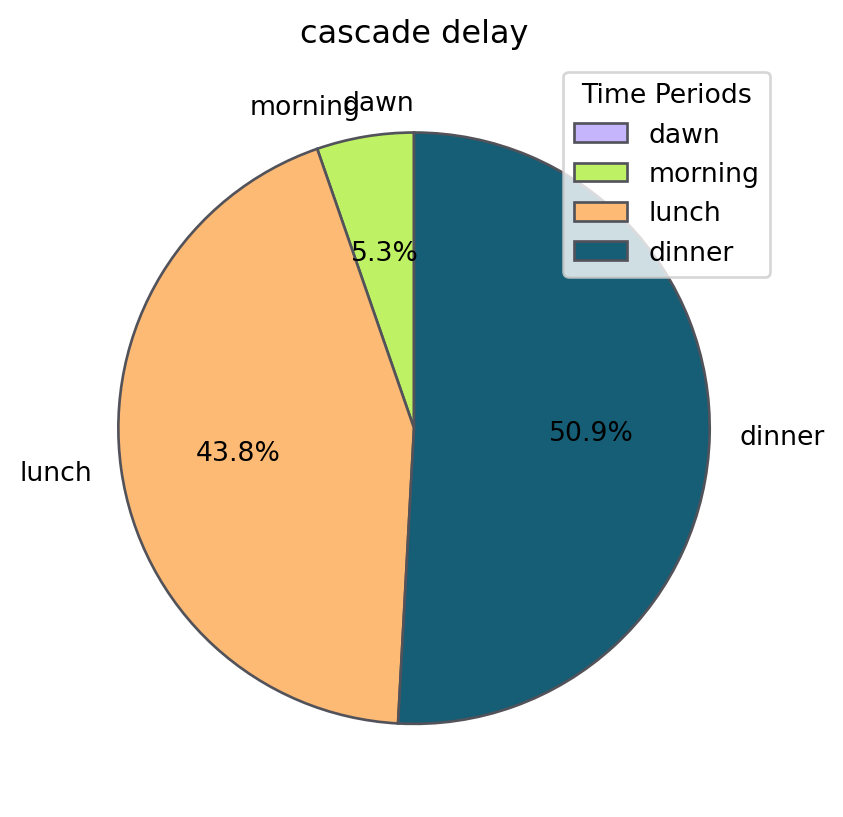 cascade delay
morning
dawn
Time Periods
dawn
morning
lunch
dinner
5.3%
43.8%
50.9%
lunch
dinner